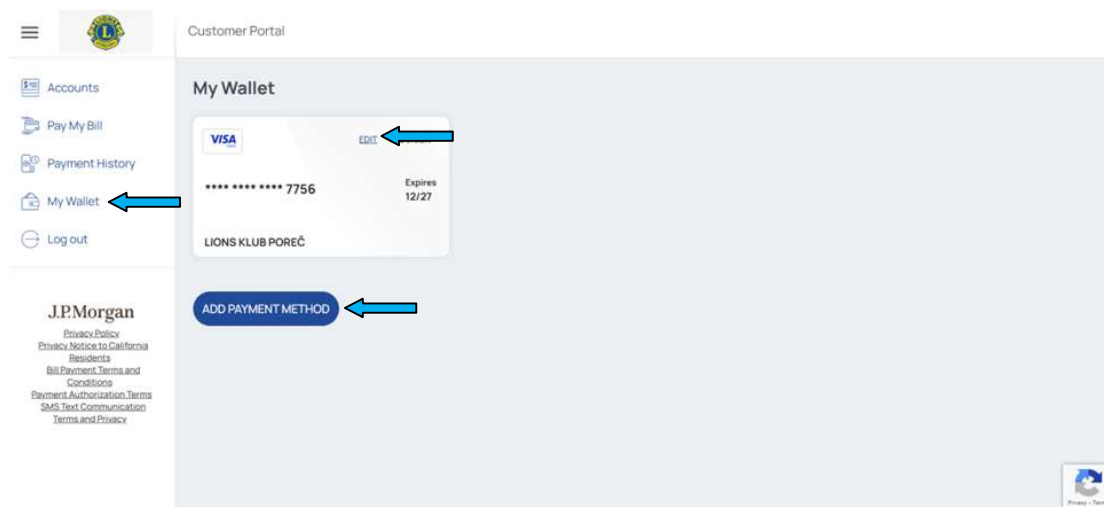 Customer Portal
Accounts
Pay My Bill
Payment History
My Wallet
Log out
J.P.Morgan
Privacy Policy
Privacy Notice to California
Residents
Bill Payment Terms and
Conditions
Payment Authorization Terms
SMS Text Communication
Terms and Privacy
My Wallet
VISA
EDIT
**** **** **** 7756
Expires
12/27
LIONS KLUB POREČ
ADD PAYMENT METHOD